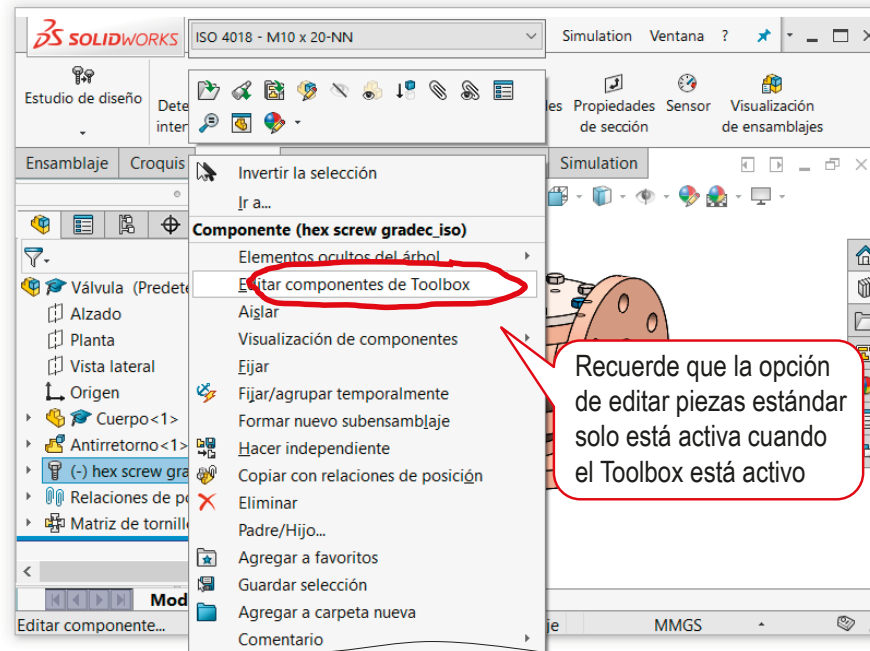 SOLIDWORKS
ISO 4018 - M10 x 20-NN
Simulation Ventana ?
Estudio de diseño
Propiedades de sección
Sensor
Visualización de ensamblajes
Ensamblaje Croquis
Simulation
Invertir la selección
Ir a...
Componente (hex screw gradec_iso)
Elementos ocultos del árbol
Editar componentes de Toolbox
Aislar
Visualización de componentes
Fijar
Fijar/agrupar temporalmente
Formar nuevo subensamblaje
Hacer independiente
Copiar con relaciones de posición
Eliminar
Padre/Hijo...
Agregar a favoritos
Guardar selección
Agregar a carpeta nueva
Comentario
Válvula (Predete
Alzado
Planta
Vista lateral
Origen
Cuerpo<1>
Antirretorno<1>
(-) hex screw gra
Relaciones de po
Matriz de tornill
Mod
Editar componente...
je
MMGS
Recuerde que la opción
de editar piezas estándar
solo está activa cuando
el Toolbox está activo